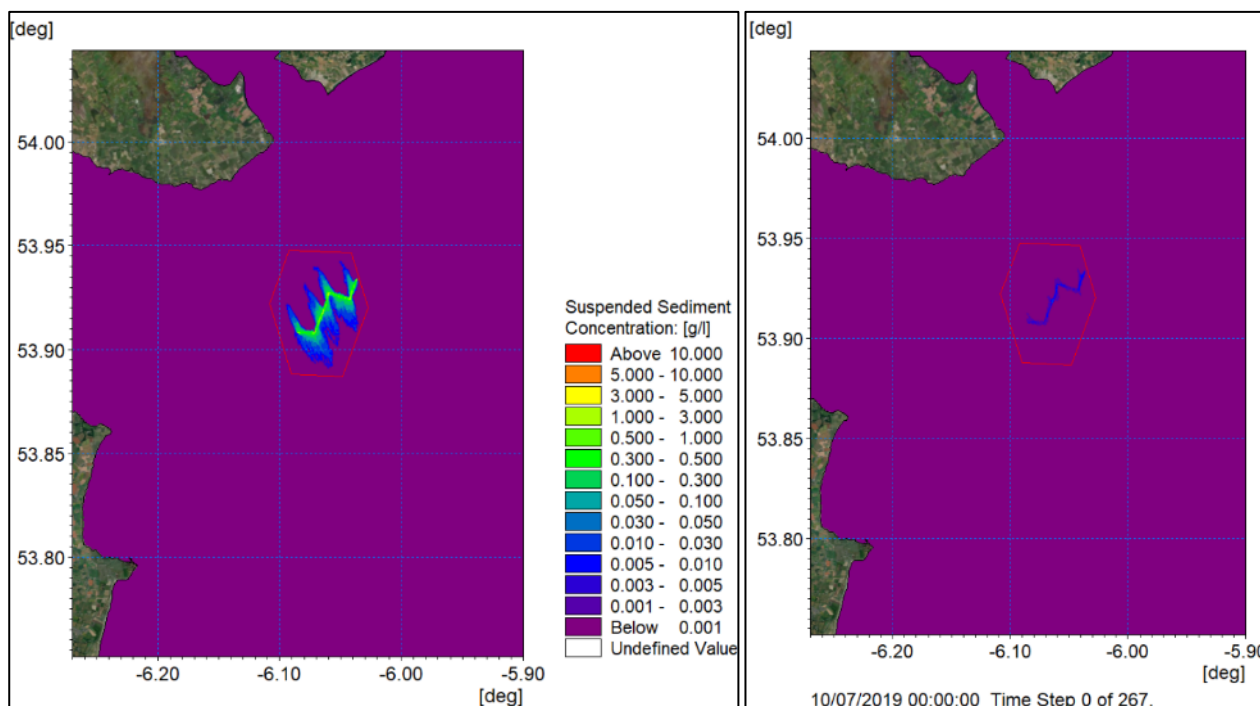 [deg]
54.00
53.95
53.90
53.85
53.80
-6.20
-6.10
-6.00
-5.90
[deg]
Suspended Sediment
Concentration: [g/l]
Above 10.000
5.000 - 10.000
3.000 - 5.000
1.000 - 3.000
0.500 - 1.000
0.300 - 0.500
0.100 - 0.300
0.050 - 0.100
0.030 - 0.050
0.010 - 0.030
0.005 - 0.010
0.003 - 0.005
0.001 - 0.003
Below 0.001
Undefined Value
[deg]
54.00
53.95
53.90
53.85
53.80
-6.20
-6.10
-6.00
-5.90
[deg]
10/07/2019 00:00:00 Time Step 0 of 267.